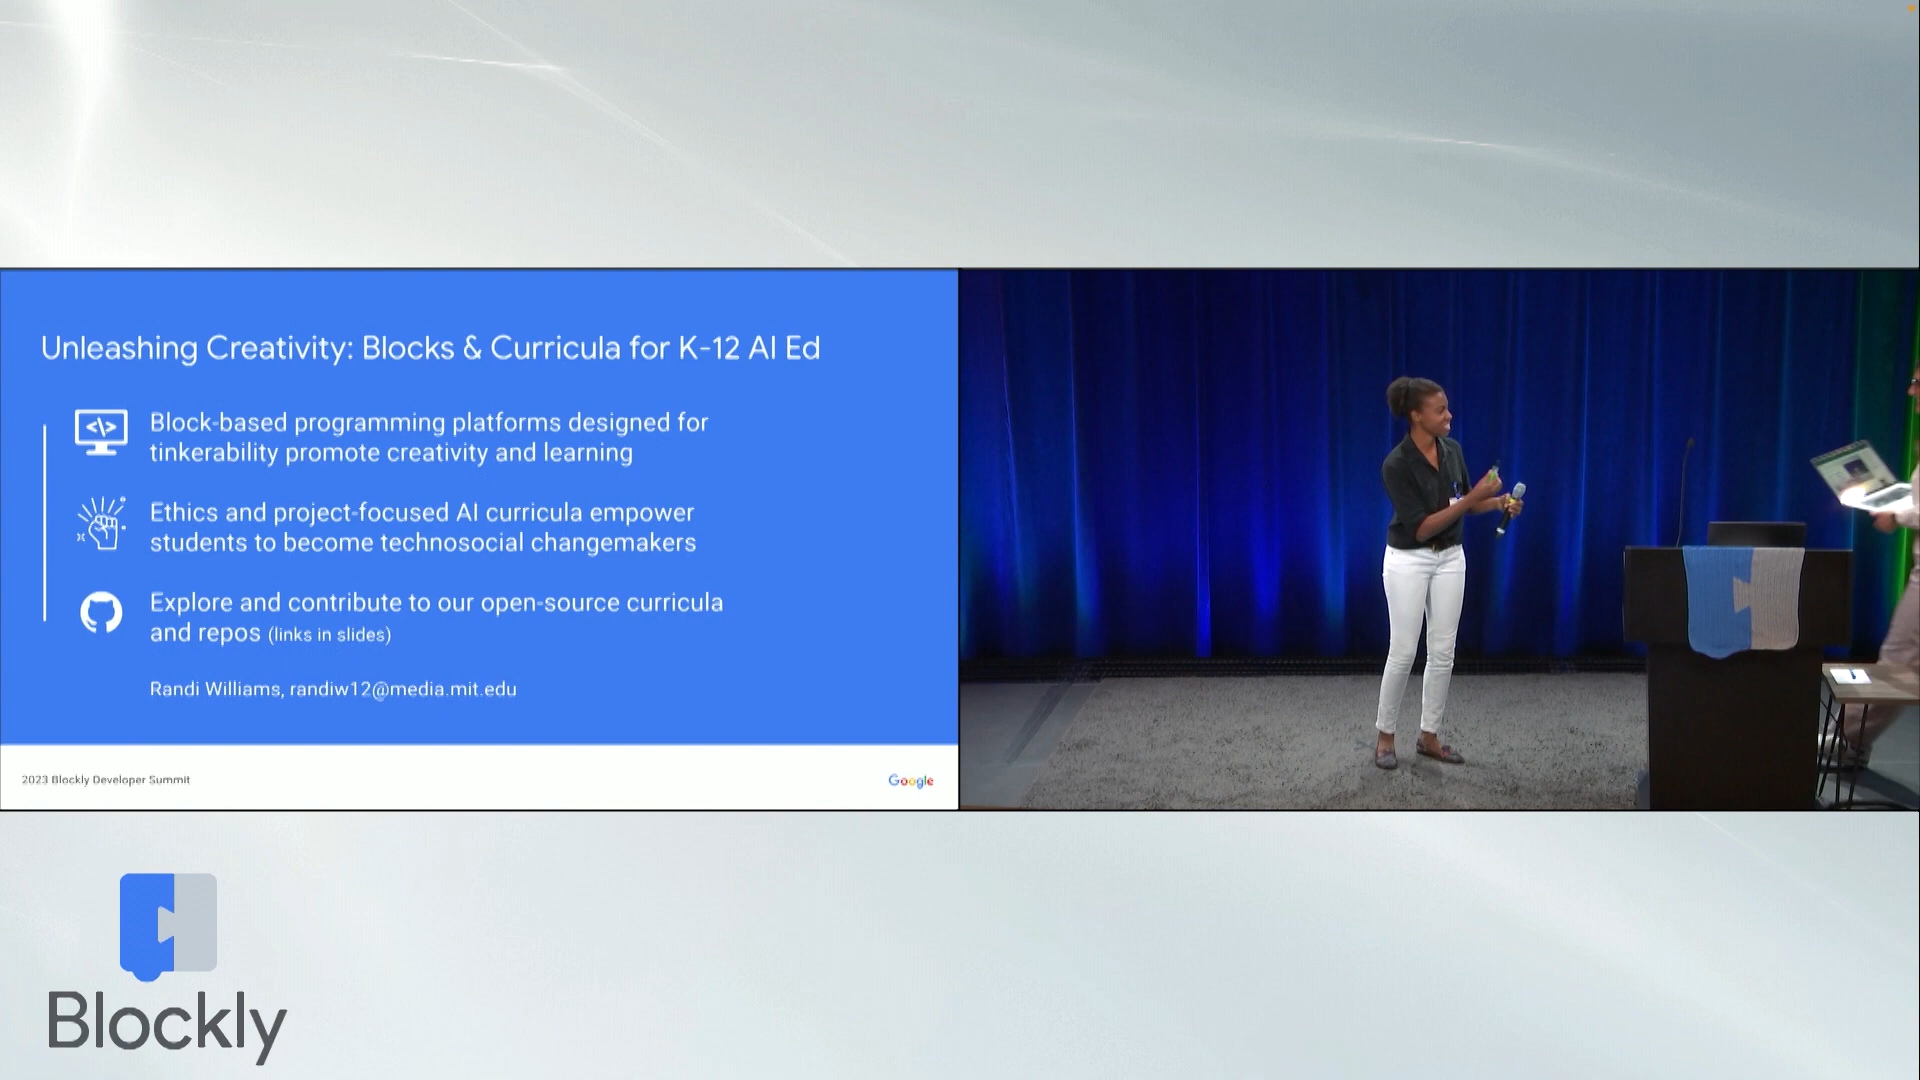 Unleashing Creativity: Blocks & Curricula for K-12 AI Ed
</>
Block-based programming platforms designed for
tinkerability promote creativity and learning
Ethics and project-focused AI curricula empower
students to become technosocial changemakers
Explore and contribute to our open-source curricula
and repos (links in slides)
Randi Williams, randiw12@media.mit.edu
2023 Blockly Developer Summit
Google
Blockly